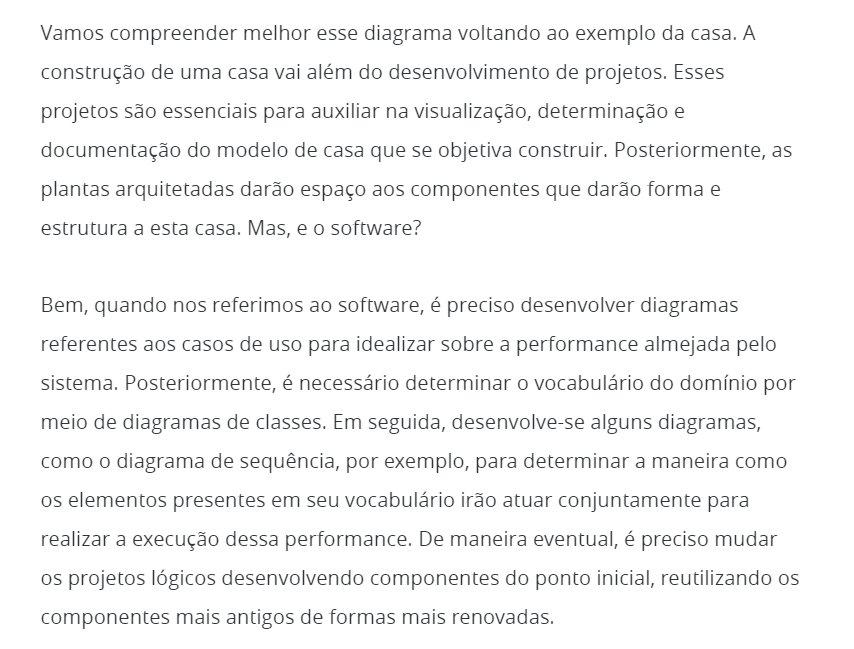 Vamos compreender melhor esse diagrama voltando ao exemplo da casa. A
construção de uma casa vai além do desenvolvimento de projetos. Esses
projetos são essenciais para auxiliar na visualização, determinação e
documentação do modelo de casa que se objetiva construir. Posteriormente, as
plantas arquitetadas darão espaço aos componentes que darão forma e
estrutura a esta casa. Mas, e o software?
Bem, quando nos referimos ao software, é preciso desenvolver diagramas
referentes aos casos de uso para idealizar sobre a performance almejada pelo
sistema. Posteriormente, é necessário determinar o vocabulário do domínio por
meio de diagramas de classes. Em seguida, desenvolve-se alguns diagramas,
como o diagrama de sequência, por exemplo, para determinar a maneira como
os elementos presentes em seu vocabulário irão atuar conjuntamente para
realizar a execução dessa performance. De maneira eventual, é preciso mudar
os projetos lógicos desenvolvendo componentes do ponto inicial, reutilizando os
componentes mais antigos de formas mais renovadas.